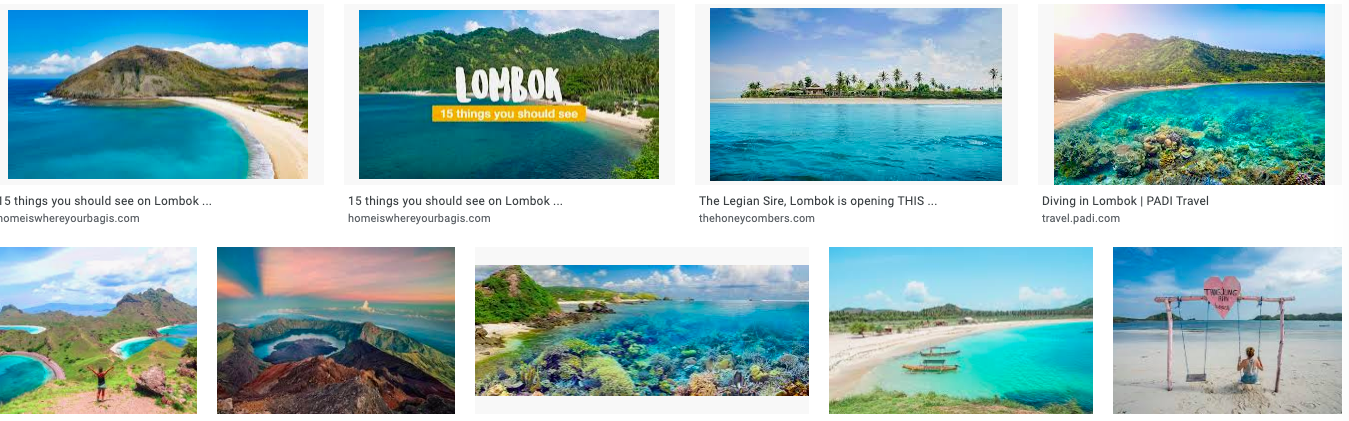 LOMBOK
15 things you should see
15 things you should see on Lombok ...
homeiswhereyourbagis.com
15 things you should see on Lombok ...
homeiswhereyourbagis.com
The Legian Sire, Lombok is opening THIS ...
thehoneycombers.com
Diving in Lombok | PADI Travel
travel.padi.com